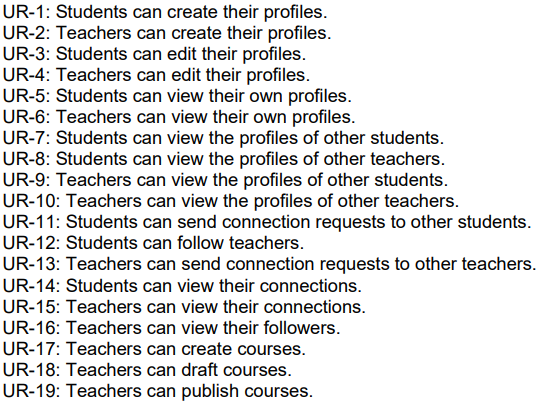 UR-1: Students can create their profiles.
UR-2: Teachers can create their profiles.
UR-3: Students can edit their profiles.
UR-4: Teachers can edit their profiles.
UR-5: Students can view their own profiles.
UR-6: Teachers can view their own profiles.
UR-7: Students can view the profiles of other students.
UR-8: Students can view the profiles of other teachers.
UR-9: Teachers can view the profiles of other students.
UR-10: Teachers can view the profiles of other teachers.
UR-11: Students can send connection requests to other students.
UR-12: Students can follow teachers.
UR-13: Teachers can send connection requests to other teachers.
UR-14: Students can view their connections.
UR-15: Teachers can view their connections.
UR-16: Teachers can view their followers.
UR-17: Teachers can create courses.
UR-18: Teachers can draft courses.
UR-19: Teachers can publish courses.